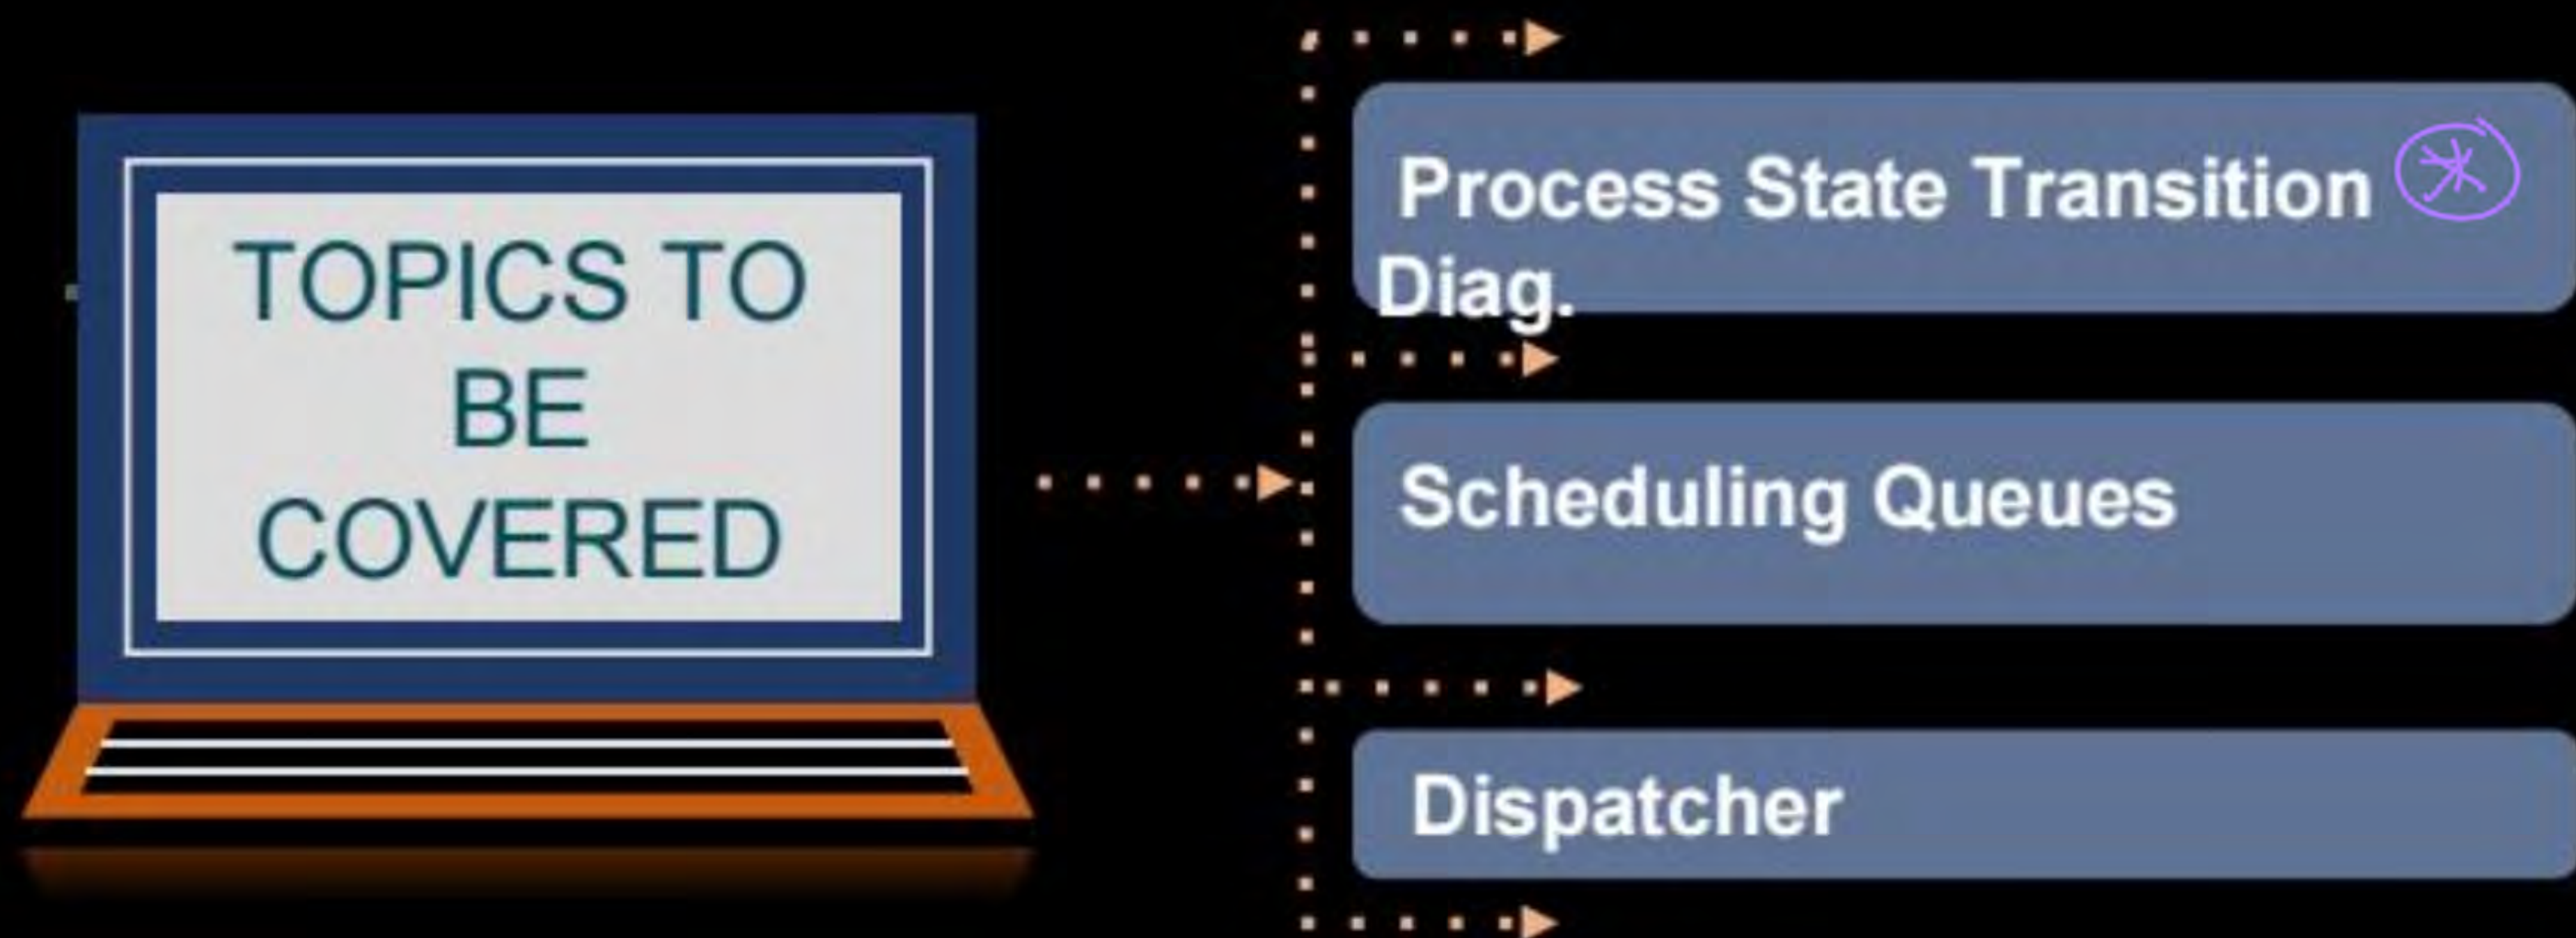 TOPICS TO
BE
COVERED
Process State Transition
Diag.
Scheduling Queues
Dispatcher